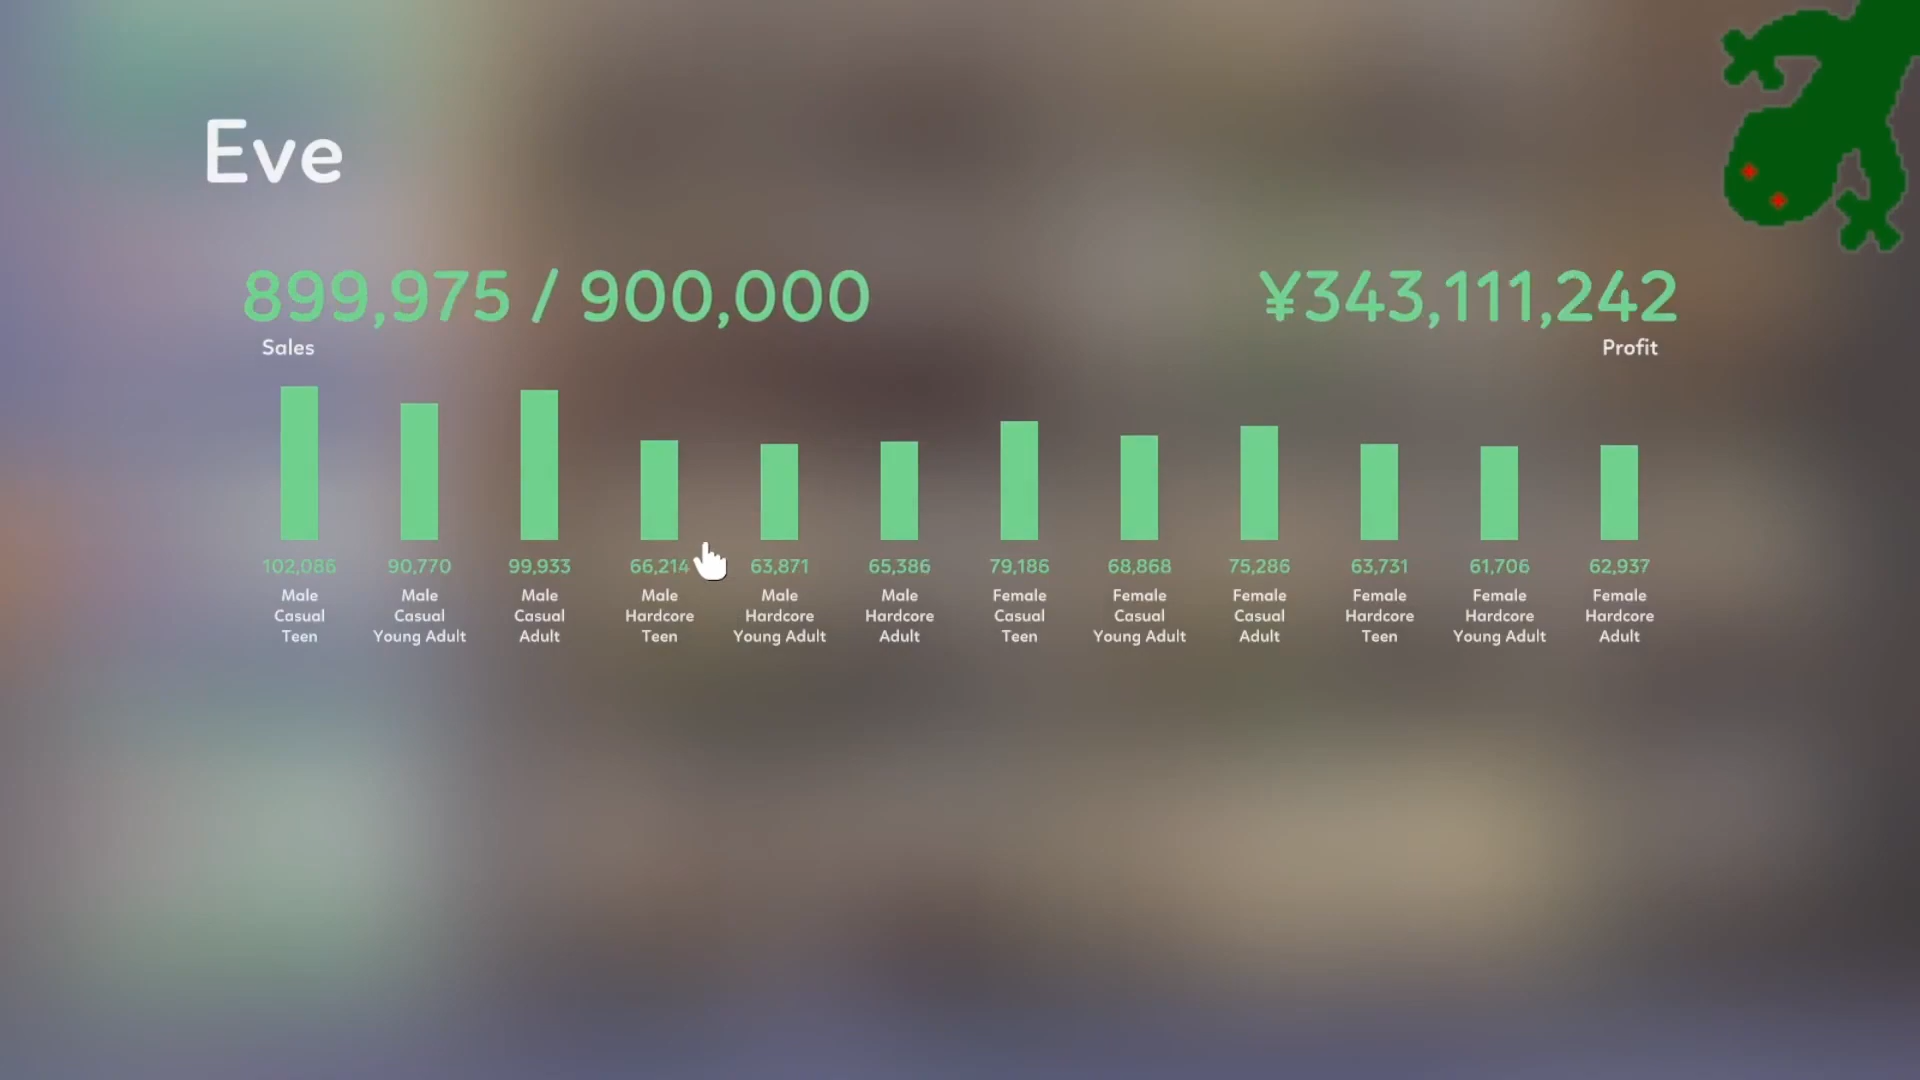 Eve
899,975 / 900,000
¥343,111,242
Sales
Profit
102,086 90,770 99,933 66,214 63,871 65,386 79,186 68,868 75,286 63,731 61,706 62,937
Male Male Male Male Male Male Female Female Female Female Female Female
Casual Casual Casual Hardcore Hardcore Hardcore Casual Casual Casual Hardcore Hardcore Hardcore
Teen Young Adult Adult Teen Young Adult Adult Teen Young Adult Adult Teen Young Adult Adult